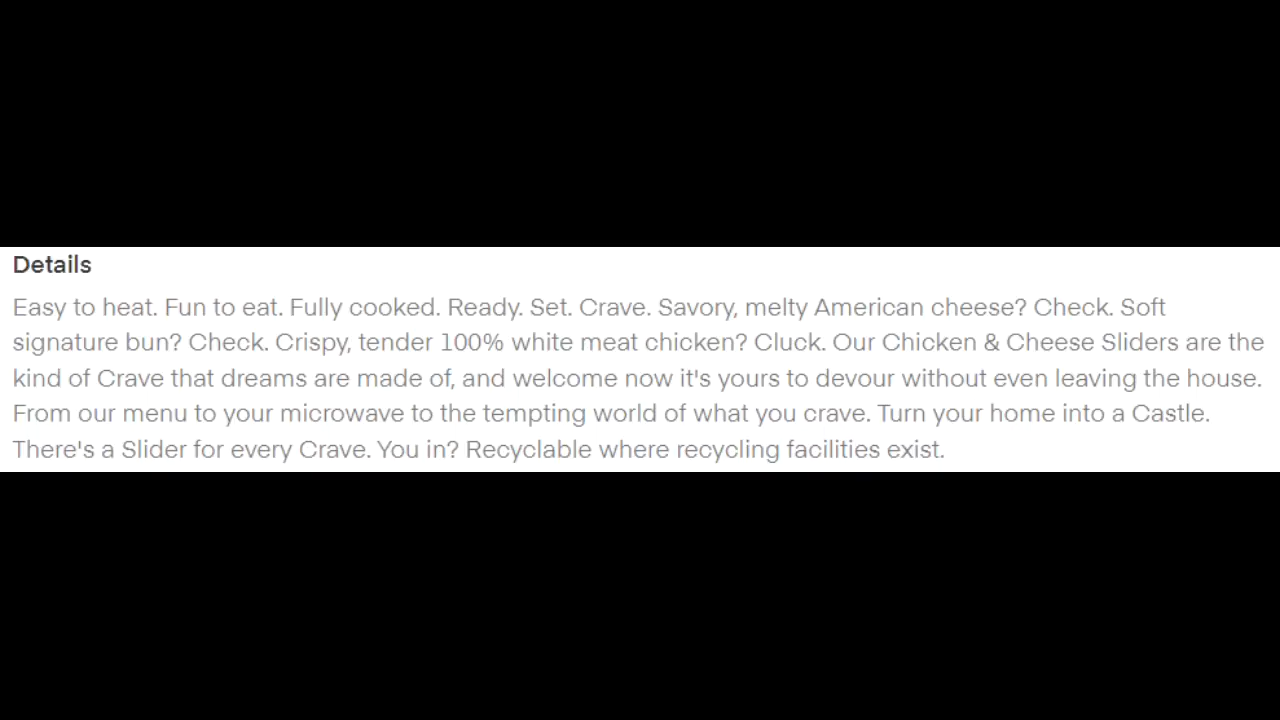 Details
Easy to heat. Fun to eat. Fully cooked. Ready. Set. Crave. Savory, melty American cheese? Check. Soft
signature bun? Check. Crispy, tender 100% white meat chicken? Cluck. Our Chicken & Cheese Sliders are the
kind of Crave that dreams are made of, and welcome now it's yours to devour without even leaving the house.
From our menu to your microwave to the tempting world of what you crave. Turn your home into a Castle.
There's a Slider for every Crave. You in? Recyclable where recycling facilities exist.